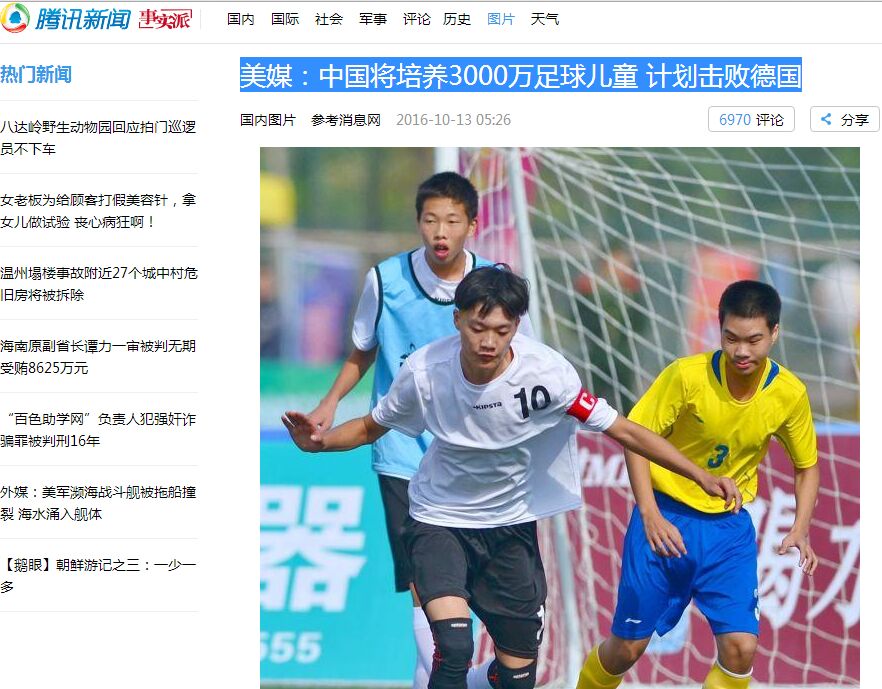 腾讯新闻 事实派
国内 国际 社会 军事 评论 历史 图片 天气
热门新闻
八达岭野生动物园回应拍门巡逻
员不下车
女老板为给顾客打假美容针，拿
女儿做试验 丧心病狂啊！
温州塌楼事故附近27个城中村危
旧房将被拆除
海南原副省长谭力一审被判无期
受贿8625万元
“百色助学网”负责人犯强奸诈
骗罪被判刑16年
外媒：美军濒海战斗舰被拖船撞
裂 海水涌入舰体
【鹅眼】朝鲜游记之三：一少一
多
美媒：中国将培养3000万足球儿童 计划击败德国
国内图片 参考消息网 2016-10-13 05:26
6970 评论
分享
KIPSTA
10
C
3
器
555